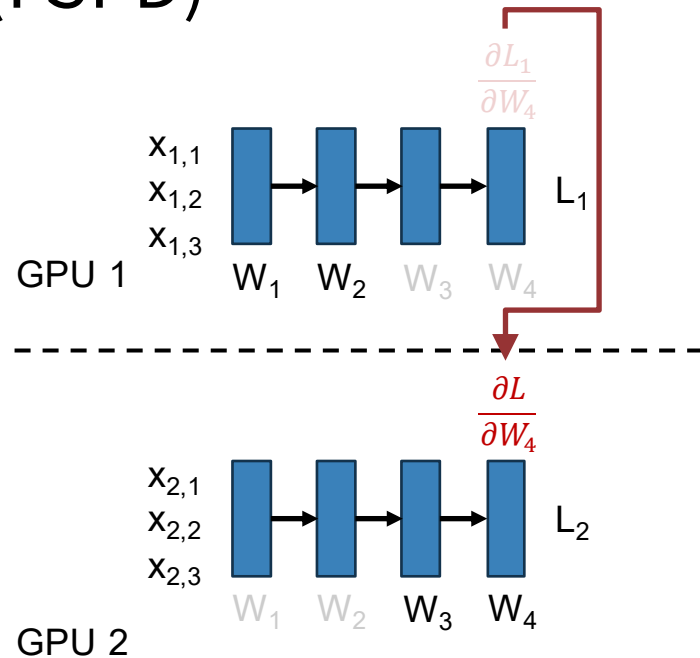 ∂L₁
∂W₄
x₁,₁
x₁,₂
x₁,₃
L₁
GPU 1
W₁ W₂ W₃ W₄
∂L
∂W₄
x₂,₁
x₂,₂
x₂,₃
L₂
W₁ W₂ W₃ W₄
GPU 2